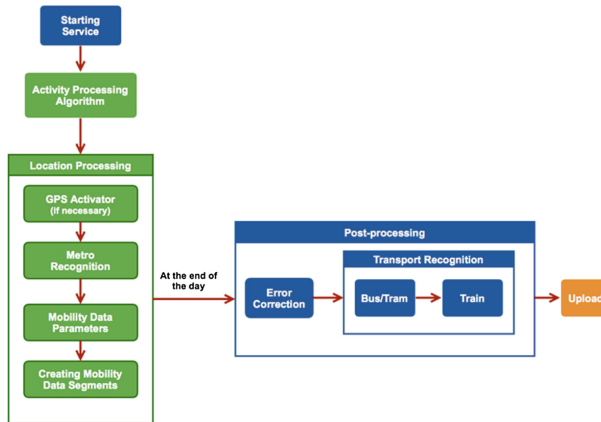 Starting
Service
Activity Processing
Algorithm
Location Processing
GPS Activator
(If necessary)
Metro
Recognition
Mobility Data
Parameters
Creating Mobility
Data Segments
At the end of
the day
Post-processing
Error
Correction
Transport Recognition
Bus/Tram
Train
Upload